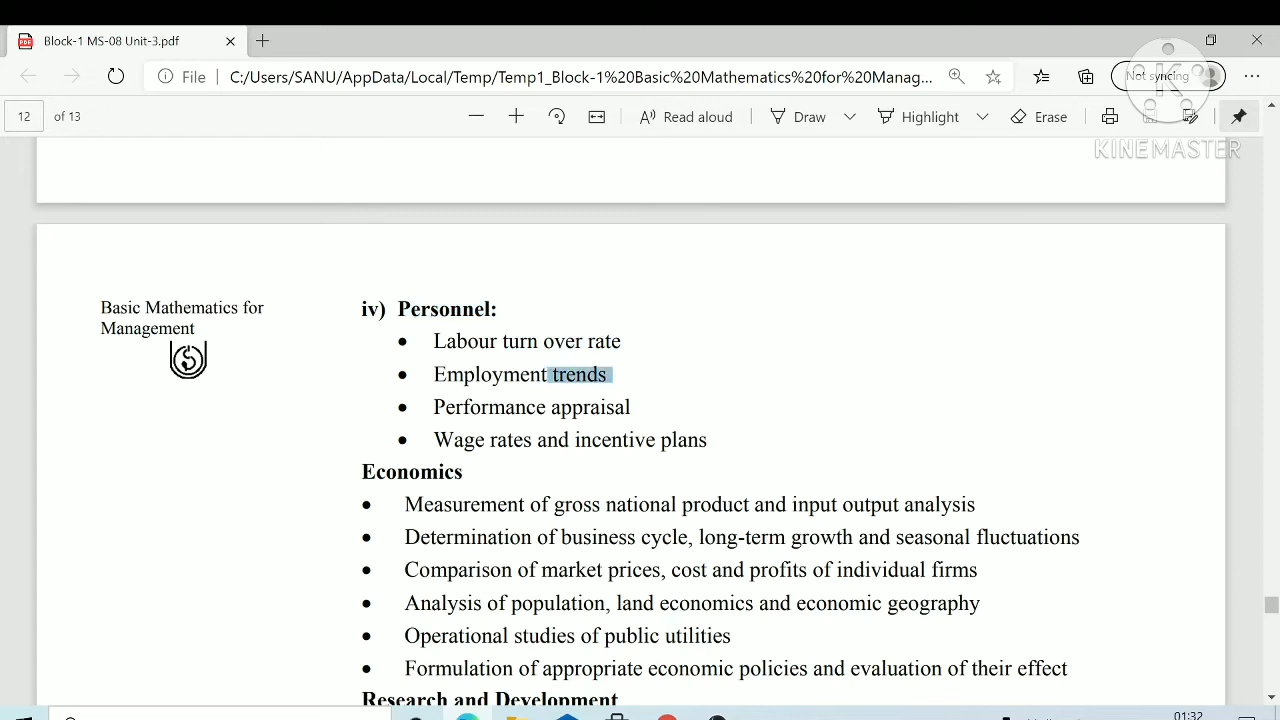 Block-1 MS-08 Unit-3.pdf
File C:/Users/SANU/AppData/Local/Temp/Temp1_Block-1%20Basic%20Mathematics%20for%20Manag... Not syncing
12 of 13 Read aloud Draw Highlight Erase
KINEMASTER
Basic Mathematics for
Management
iv) Personnel:
• Labour turn over rate
• Employment trends
• Performance appraisal
• Wage rates and incentive plans
Economics
• Measurement of gross national product and input output analysis
• Determination of business cycle, long-term growth and seasonal fluctuations
• Comparison of market prices, cost and profits of individual firms
• Analysis of population, land economics and economic geography
• Operational studies of public utilities
• Formulation of appropriate economic policies and evaluation of their effect
Research and Development
01:32